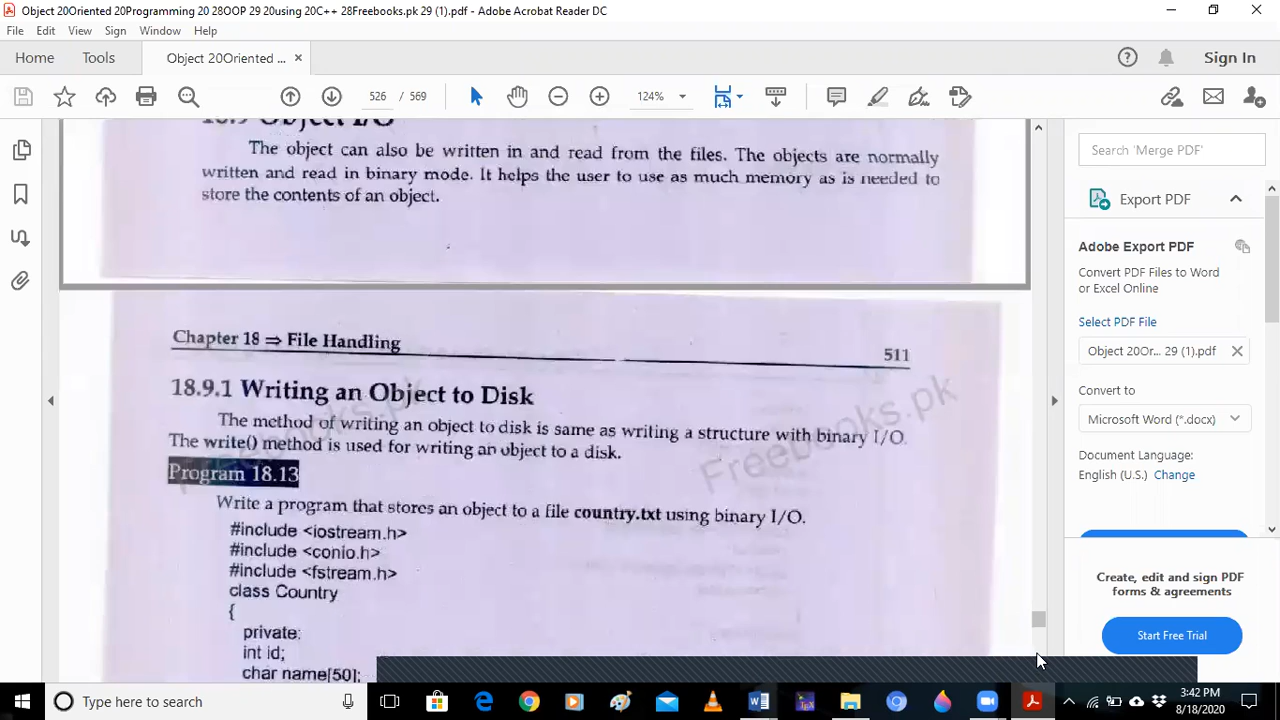 Object 20Oriented 20Programming 20 28OOP 29 20using 20C++ 28Freebooks.pk 29 (1).pdf - Adobe Acrobat Reader DC
File Edit View Sign Window Help
Home Tools Object 20Oriented ... Sign In
526 / 569 124%
18.9 Object I/O
The object can also be written in and read from the files. The objects are normally
written and read in binary mode. It helps the user to use as much memory as is needed to
store the contents of an object.
Chapter 18 ⇒ File Handling
511
18.9.1 Writing an Object to Disk
The method of writing an object to disk is same as writing a structure with binary I/O.
The write() method is used for writing an object to a disk.
Freebooks.pk
Freebooks.pk
Program 18.13
Write a program that stores an object to a file country.txt using binary I/O.
#include <iostream.h>
#include <conio.h>
#include <fstream.h>
class Country
{
private:
int id;
char name[50];
Search 'Merge PDF'
Export PDF
Adobe Export PDF
Convert PDF Files to Word
or Excel Online
Select PDF File
Object 20Or... 29 (1).pdf
Convert to
Microsoft Word (*.docx)
Document Language:
English (U.S.) Change
Create, edit and sign PDF
forms & agreements
Start Free Trial
Type here to search
3:42 PM
8/18/2020